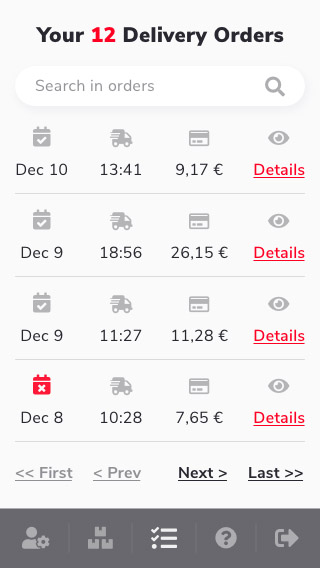 Your 12 Delivery Orders
Search in orders
Dec 10 13:41 9,17 € Details
Dec 9 18:56 26,15 € Details
Dec 9 11:27 11,28 € Details
Dec 8 10:28 7,65 € Details
<< First < Prev Next > Last >>